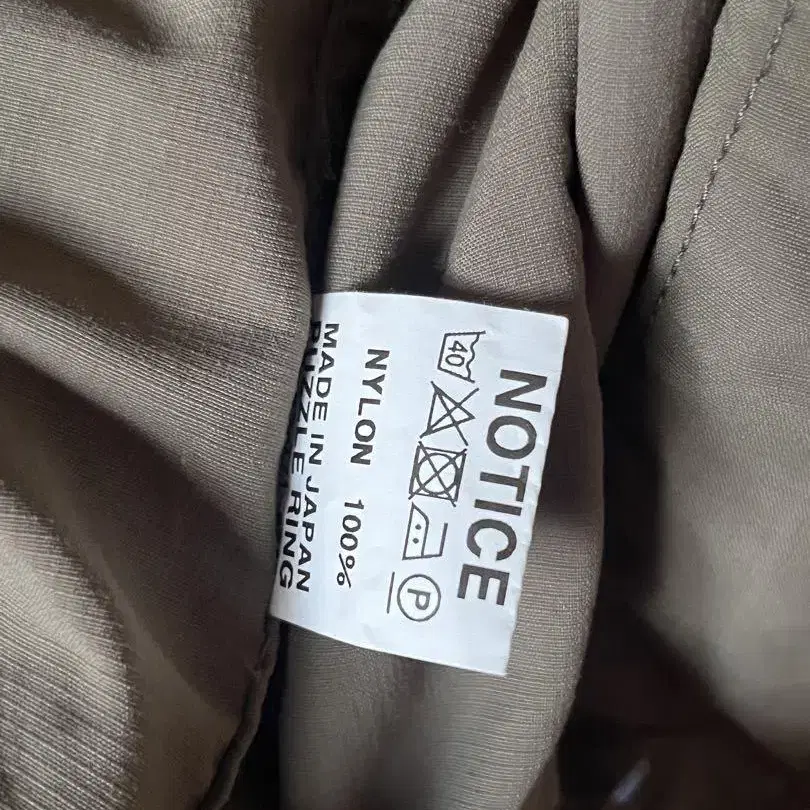 NOTICE
40
P
NYLON 100%
MADE IN JAPAN
PUZZLE RING